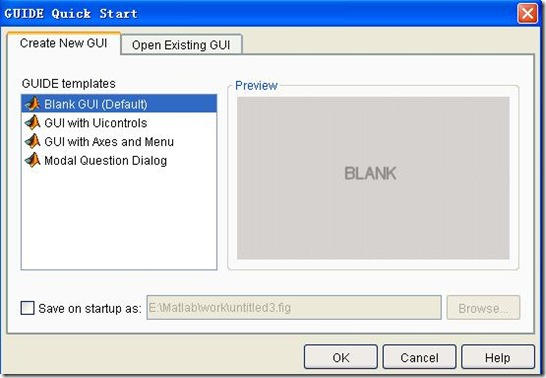 GUIDE Quick Start
Create New GUI
Open Existing GUI
GUIDE templates
Blank GUI (Default)
GUI with Uicontrols
GUI with Axes and Menu
Modal Question Dialog
Preview
BLANK
Save on startup as:
E:\Matlab\work\untitled3.fig
Browse...
OK
Cancel
Help